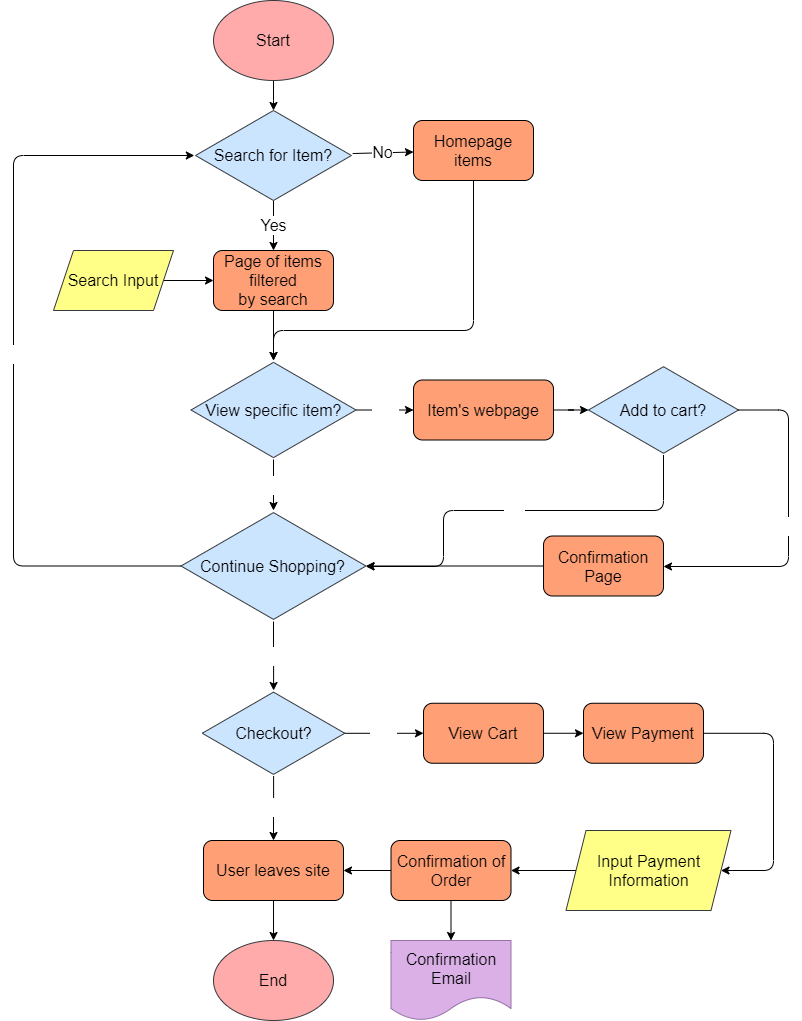 Start
Search for Item?
No
Homepage
items
Yes
Search Input
Page of items
filtered
by search
View specific item?
Item's webpage
Add to cart?
Continue Shopping?
Confirmation
Page
Checkout?
View Cart
View Payment
User leaves site
Confirmation of
Order
Input Payment
Information
End
Confirmation
Email